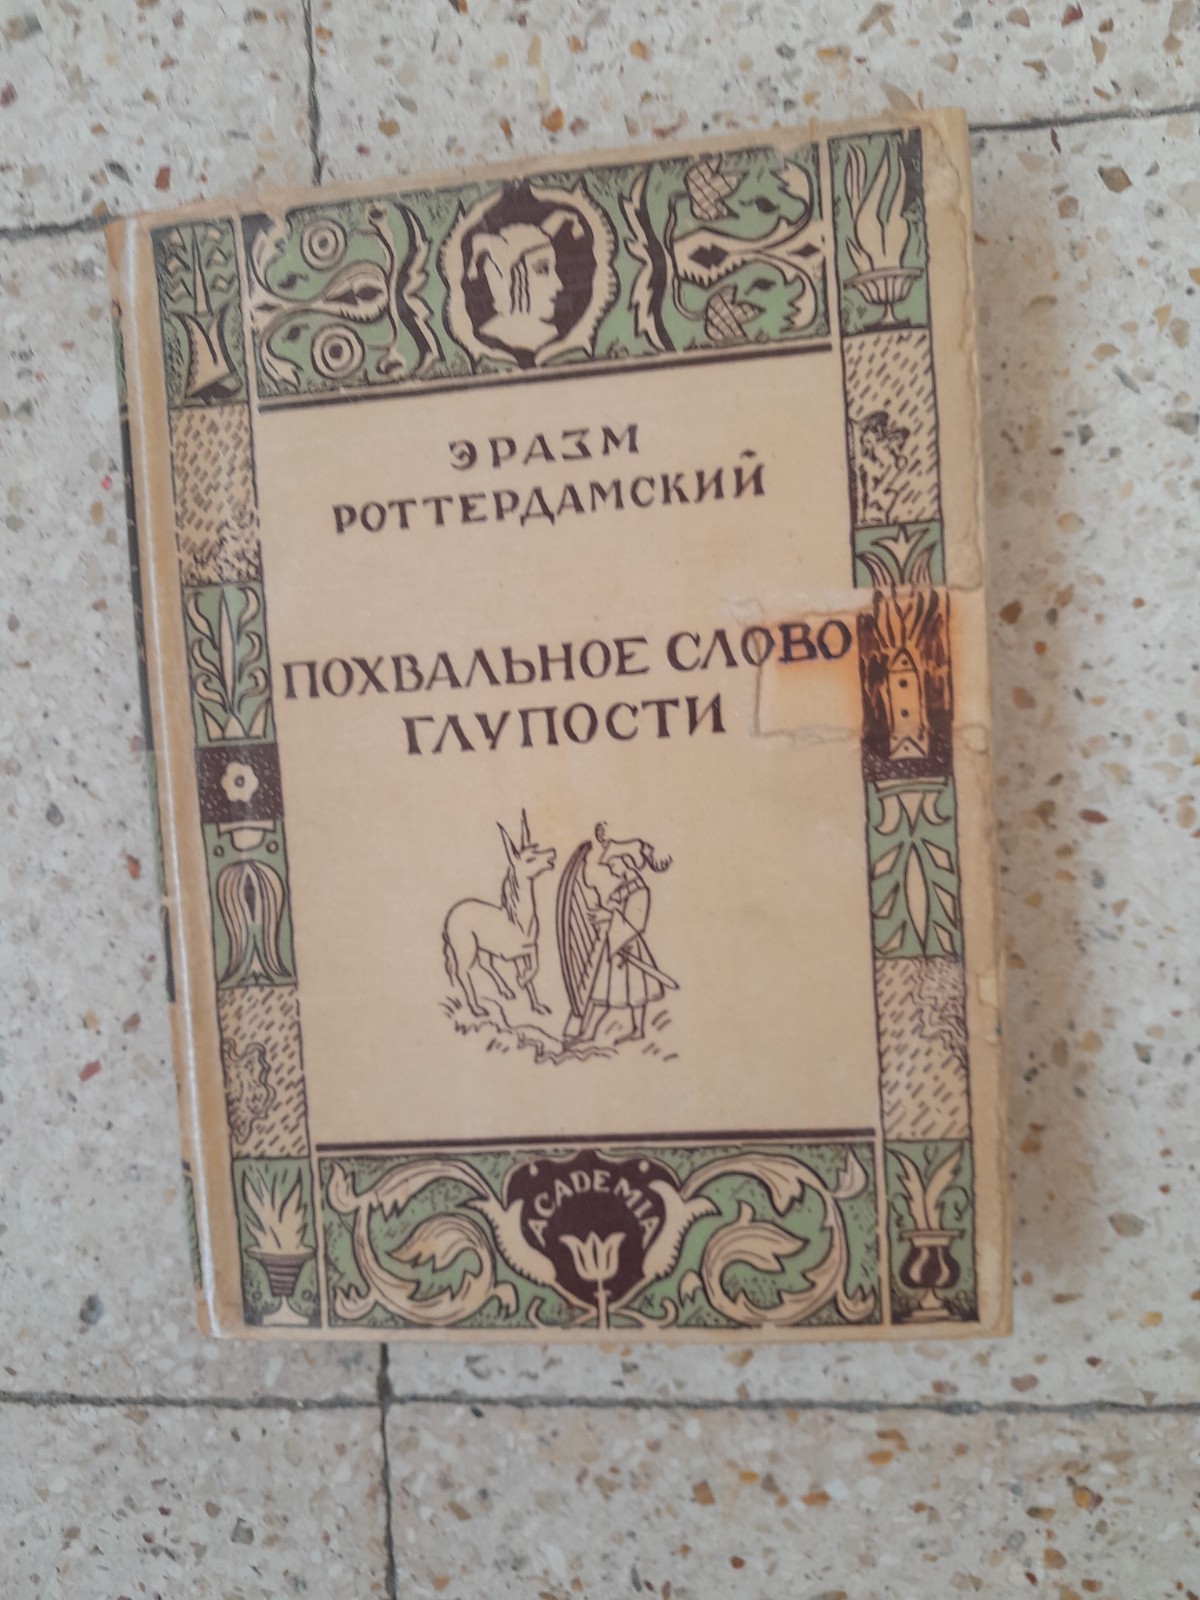 ЭРАЗМ
РОТТЕРДАМСКИЙ
ПОХВАЛЬНОЕ СЛОВО
ГЛУПОСТИ
ACADEMIA